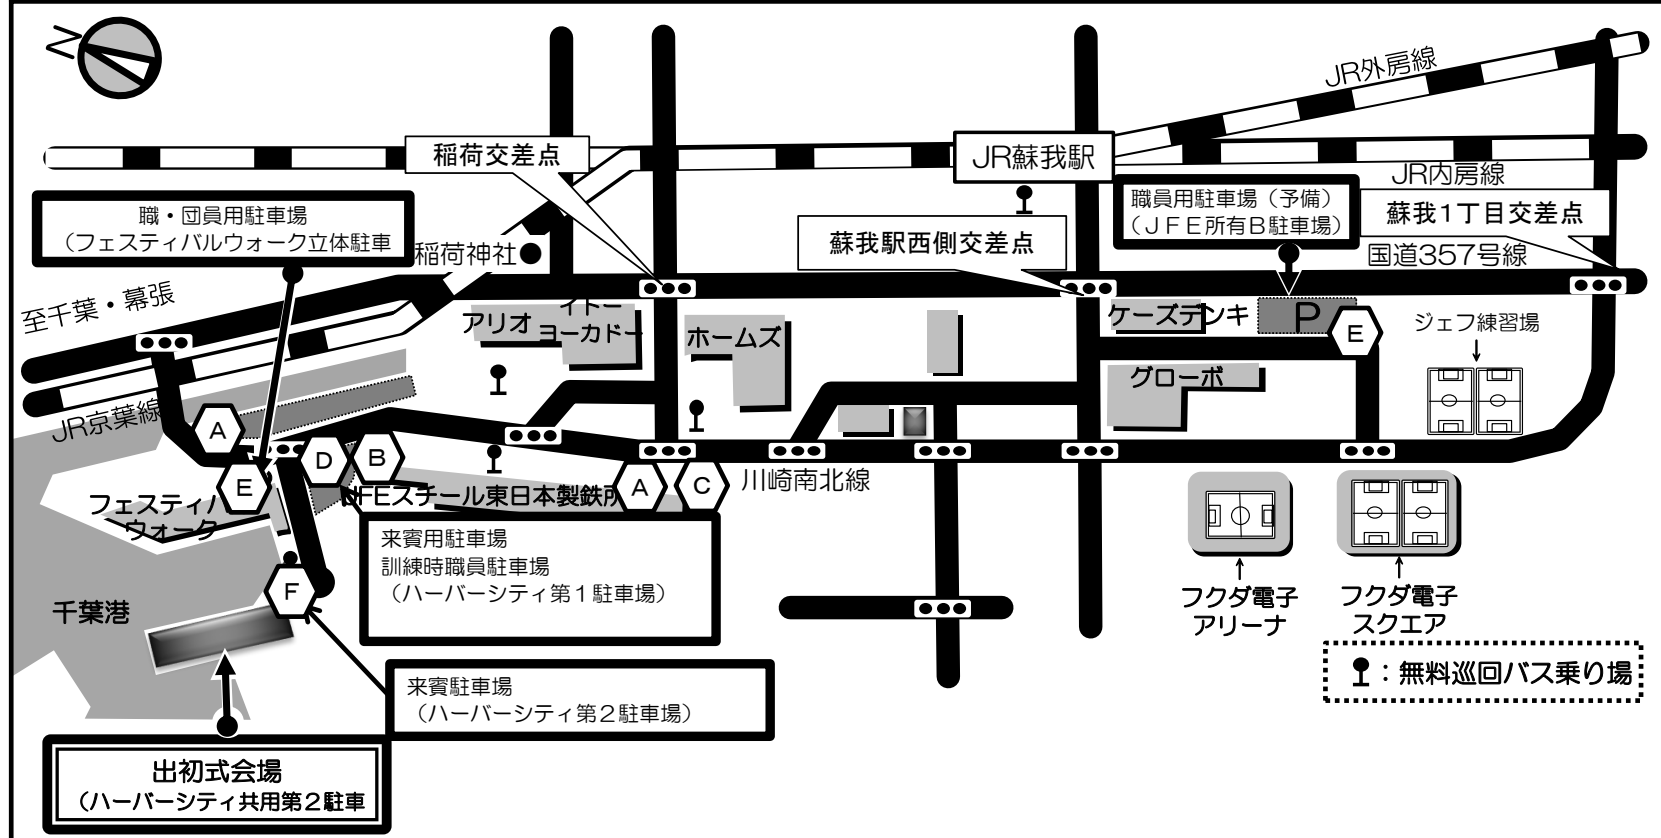 N
JR外房線
稲荷交差点
JR蘇我駅
JR内房線
職員用駐車場（予備）
（ＪＦＥ所有Ｂ駐車場）
蘇我1丁目交差点
職・団員用駐車場
（フェスティバルウォーク立体駐車
稲荷神社
蘇我駅西側交差点
国道357号線
至千葉・幕張
アリオ
イトー
ヨーカドー
ホームズ
ケーズデンキ
P
E
ジェフ練習場
グローボ
JR京葉線
A
D
B
E
A
C
川崎南北線
フェスティバ
ウォーク
JFEスチール東日本製鉄所
来賓用駐車場
訓練時職員駐車場
（ハーバーシティ第１駐車場）
F
千葉港
フクダ電子
アリーナ
フクダ電子
スクエア
：無料巡回バス乗り場
来賓駐車場
（ハーバーシティ第２駐車場）
出初式会場
（ハーバーシティ共用第２駐車